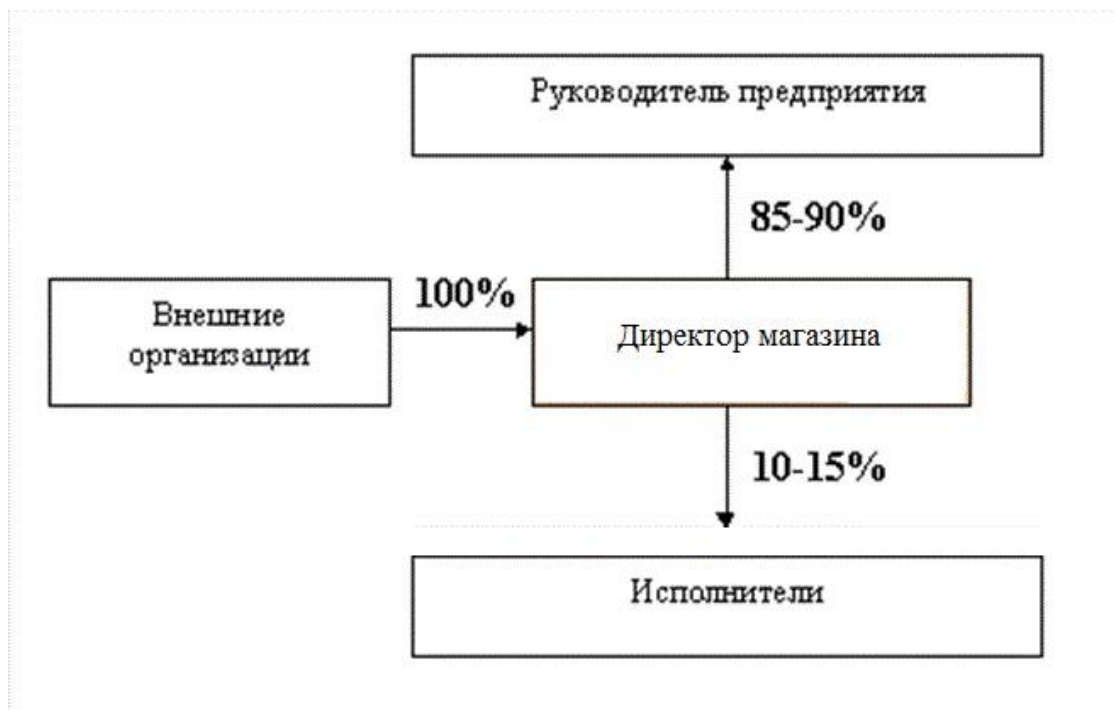 Руководитель предприятия
85-90%
100%
Внешние
организации
Директор магазина
10-15%
Исполнители